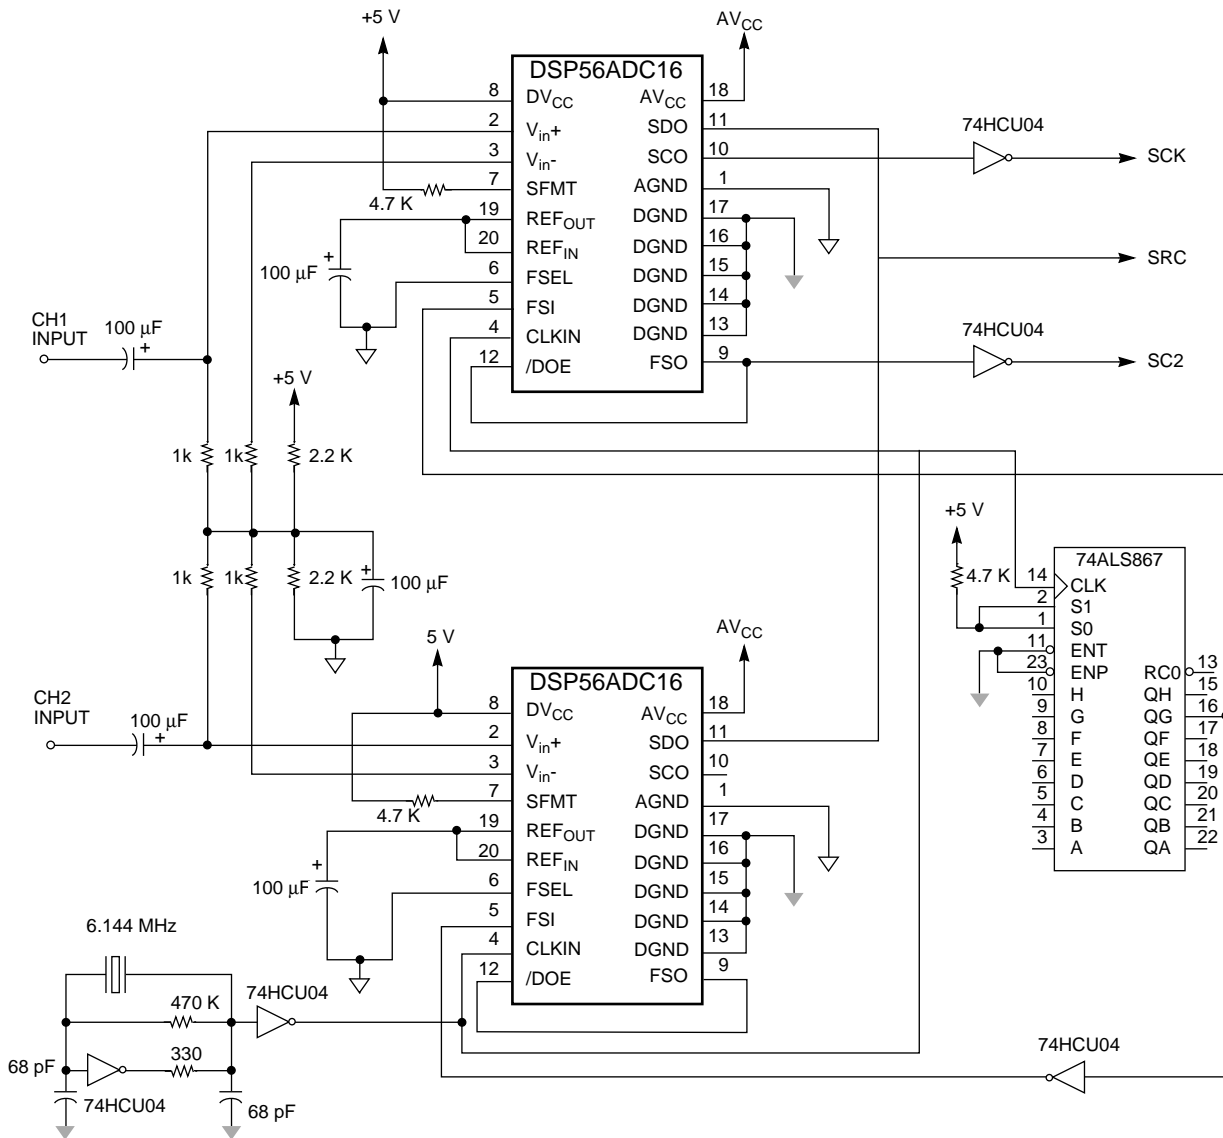 +5 V
AVCC
DSP56ADC16
8 DVCC AVCC 18
2 Vin+ SDO 11
3 Vin- SCO 10
7 SFMT AGND 1
4.7 K
19 REFOUT DGND 17
20 REFIN DGND 16
6 FSEL DGND 15
5 FSI DGND 14
4 CLKIN DGND 13
12 /DOE FSO 9
+
100 µF
74HCU04
SCK
SRC
74HCU04
SC2
CH1
INPUT
100 µF
+
+5 V
1k 1k 2.2 K
1k 1k 2.2 K
+
100 µF
+5 V
4.7 K
74ALS867
14 CLK
2 S1
1 S0
11 ENT
23 ENP RC0 13
10 H QH 15
9 G QG 16
8 F QF 17
7 E QE 18
6 D QD 19
5 C QC 20
4 B QB 21
3 A QA 22
CH2
INPUT
100 µF
+
5 V
AVCC
DSP56ADC16
8 DVCC AVCC 18
2 Vin+ SDO 11
3 Vin- SCO 10
7 SFMT AGND 1
4.7 K
19 REFOUT DGND 17
20 REFIN DGND 16
6 FSEL DGND 15
5 FSI DGND 14
4 CLKIN DGND 13
12 /DOE FSO 9
+
100 µF
6.144 MHz
470 K
74HCU04
330
68 pF
74HCU04
68 pF
74HCU04